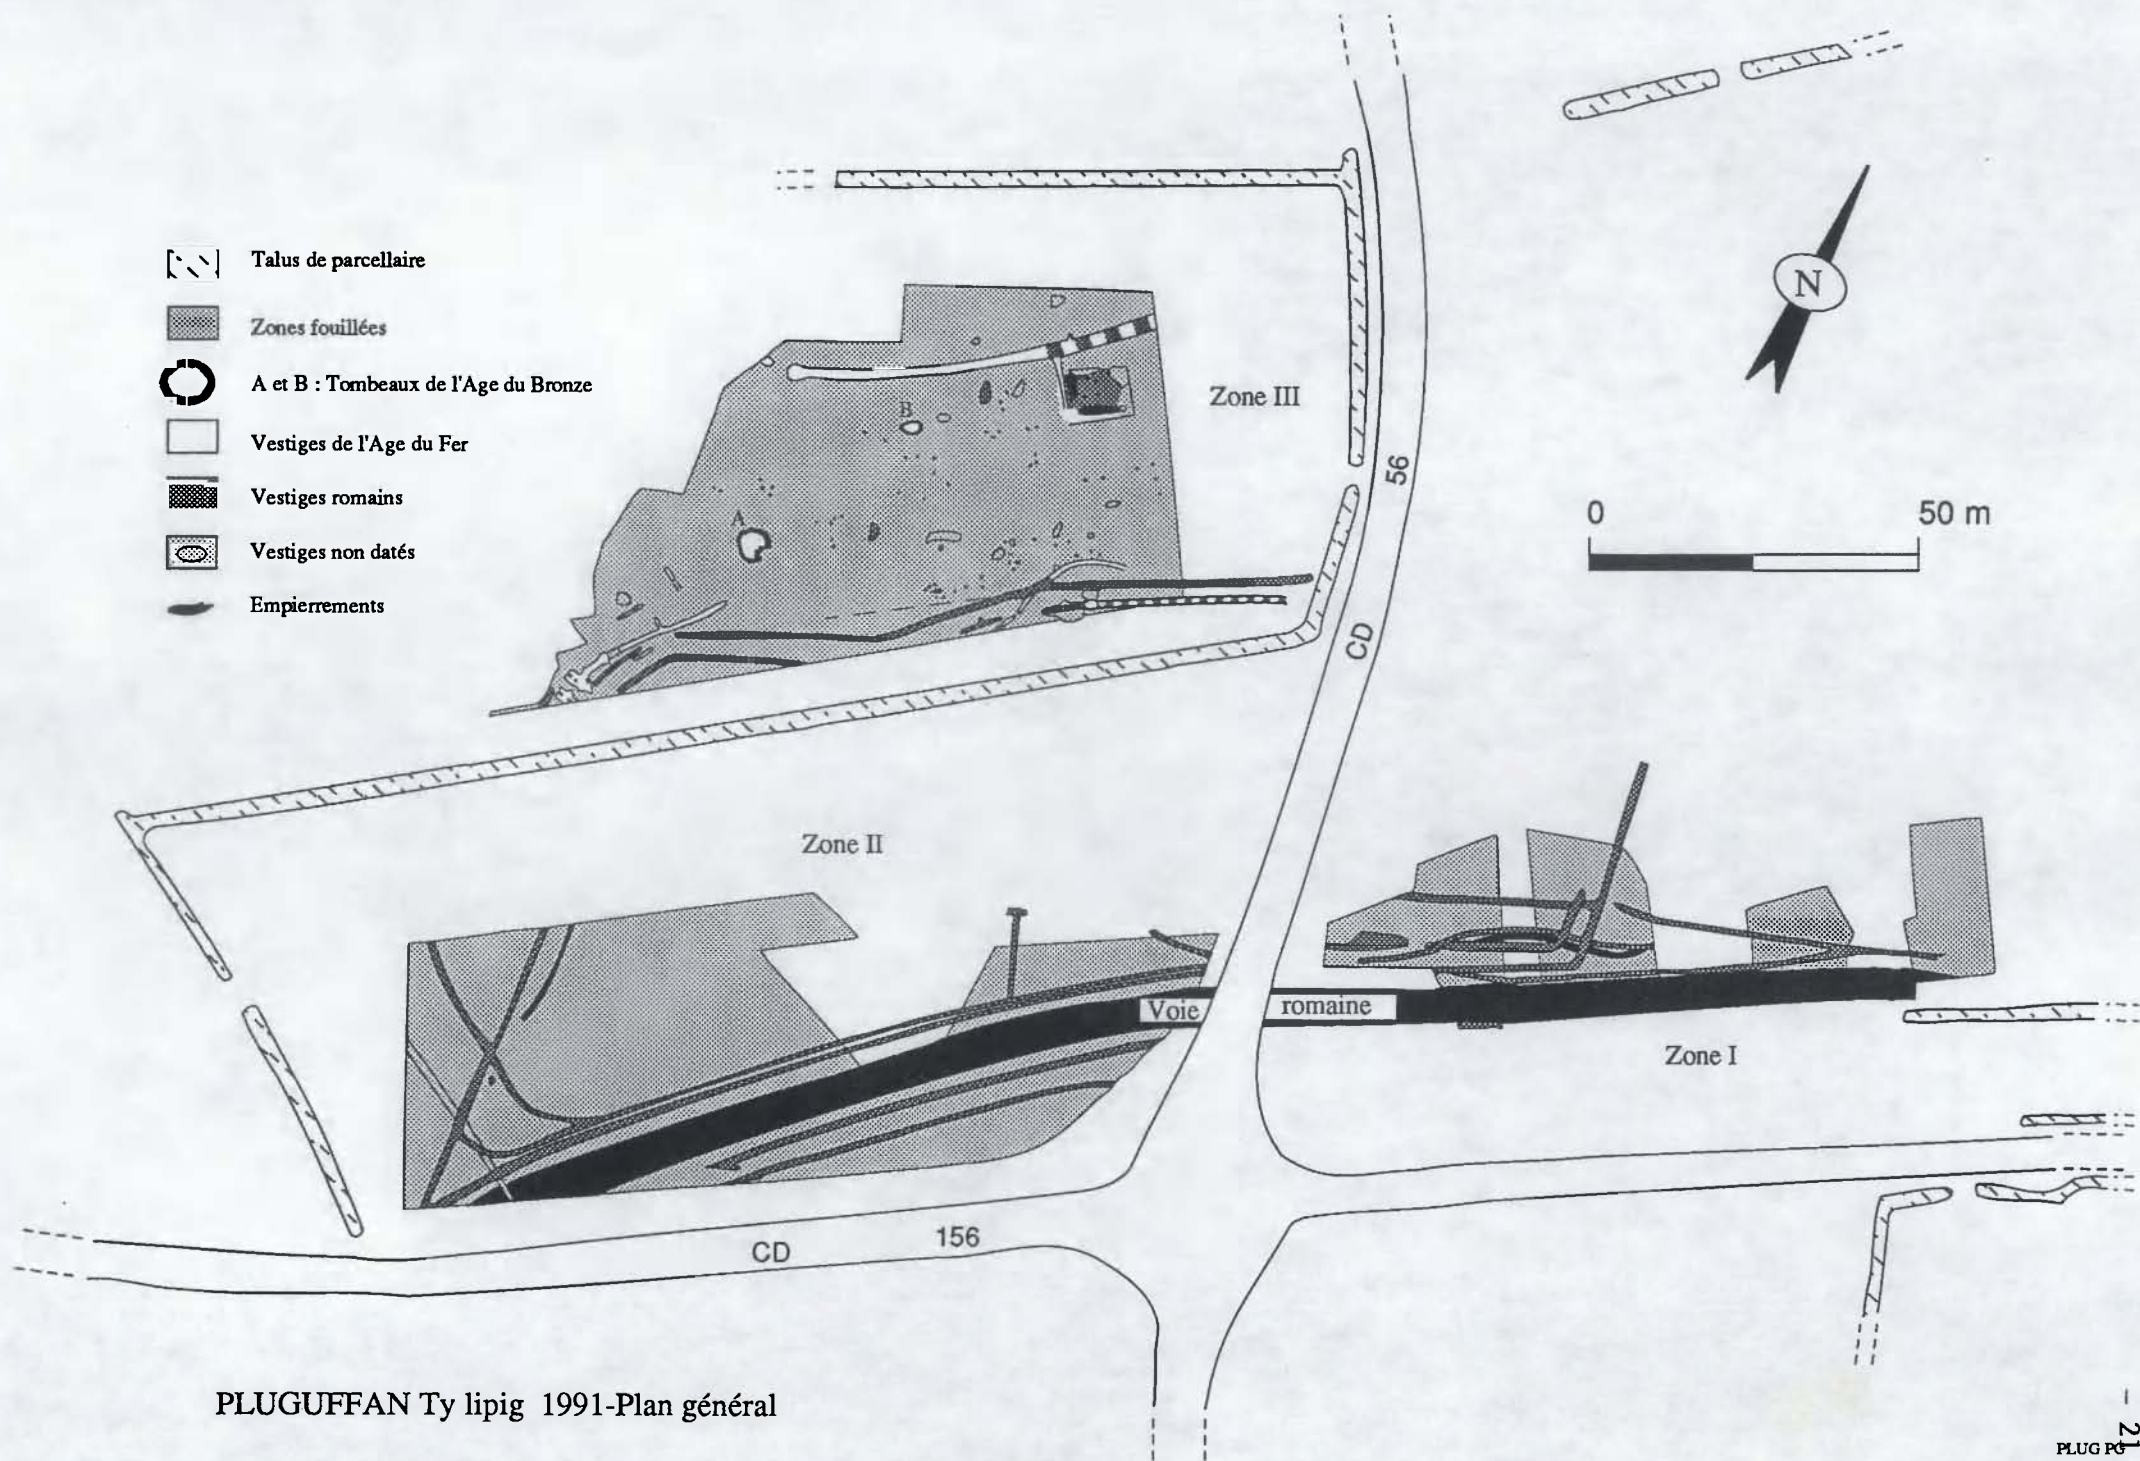 N
Talus de parcellaire
Zones fouillées
A et B : Tombeaux de l'Age du Bronze
Vestiges de l'Age du Fer
Vestiges romains
Vestiges non datés
Empierrements
B
A
Zone III
56
CD
0 50 m
Zone II
Voie romaine
Zone I
CD 156
PLUGUFFAN Ty lipig 1991-Plan général
21
PLUG PG